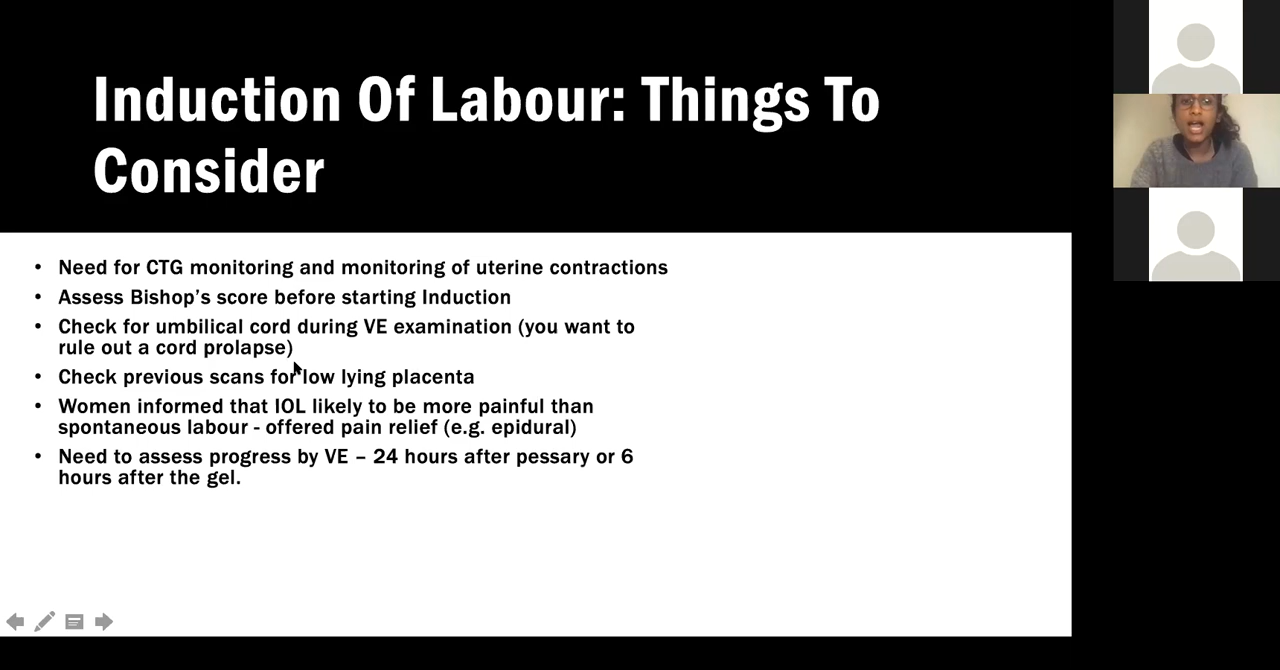 Induction Of Labour: Things To
Consider
• Need for CTG monitoring and monitoring of uterine contractions
• Assess Bishop’s score before starting Induction
• Check for umbilical cord during VE examination (you want to
rule out a cord prolapse)
• Check previous scans for low lying placenta
• Women informed that IOL likely to be more painful than
spontaneous labour - offered pain relief (e.g. epidural)
• Need to assess progress by VE – 24 hours after pessary or 6
hours after the gel.